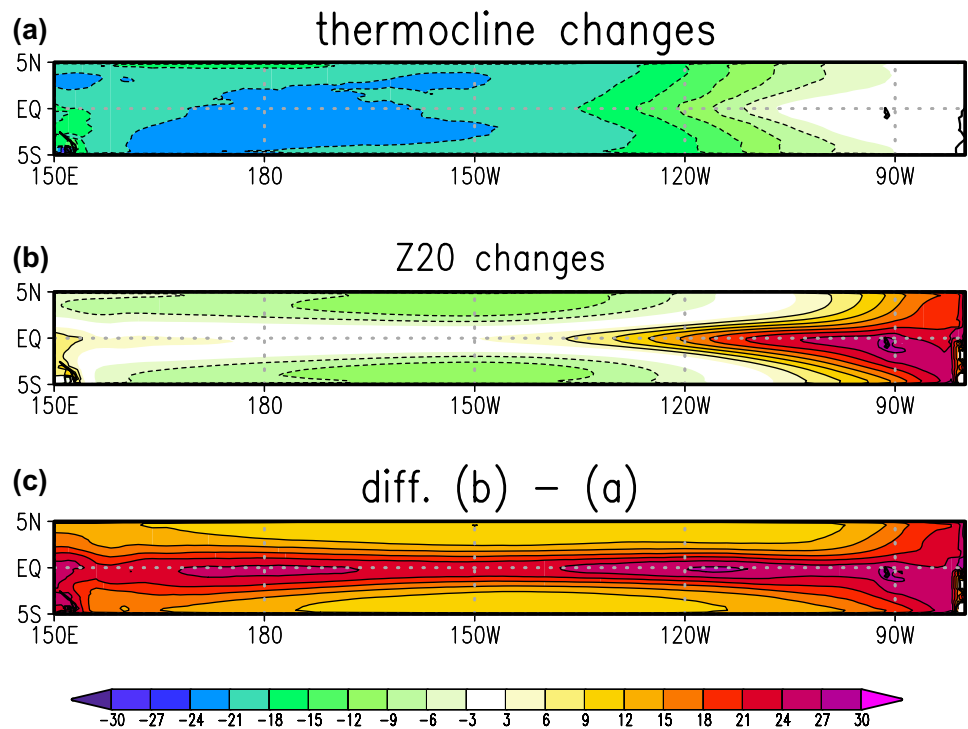 (a) thermocline changes
5N
EQ
5S
150E 180 150W 120W 90W
(b) Z20 changes
5N
EQ
5S
150E 180 150W 120W 90W
(c) diff. (b) − (a)
5N
EQ
5S
150E 180 150W 120W 90W
−30 −27 −24 −21 −18 −15 −12 −9 −6 −3 3 6 9 12 15 18 21 24 27 30